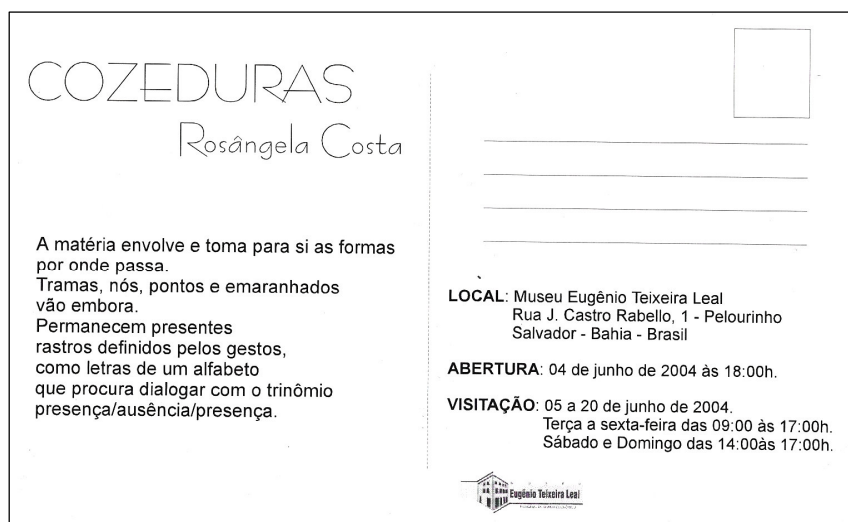 COZEDURAS
Rosângela Costa
A matéria envolve e toma para si as formas
por onde passa.
Tramas, nós, pontos e emaranhados
vão embora.
Permanecem presentes
rastros definidos pelos gestos,
como letras de um alfabeto
que procura dialogar com o trinômio
presença/ausência/presença.
LOCAL: Museu Eugênio Teixeira Leal
Rua J. Castro Rabello, 1 - Pelourinho
Salvador - Bahia - Brasil
ABERTURA: 04 de junho de 2004 às 18:00h.
VISITAÇÃO: 05 a 20 de junho de 2004.
Terça a sexta-feira das 09:00 às 17:00h.
Sábado e Domingo das 14:00às 17:00h.
Eugênio Teixeira Leal